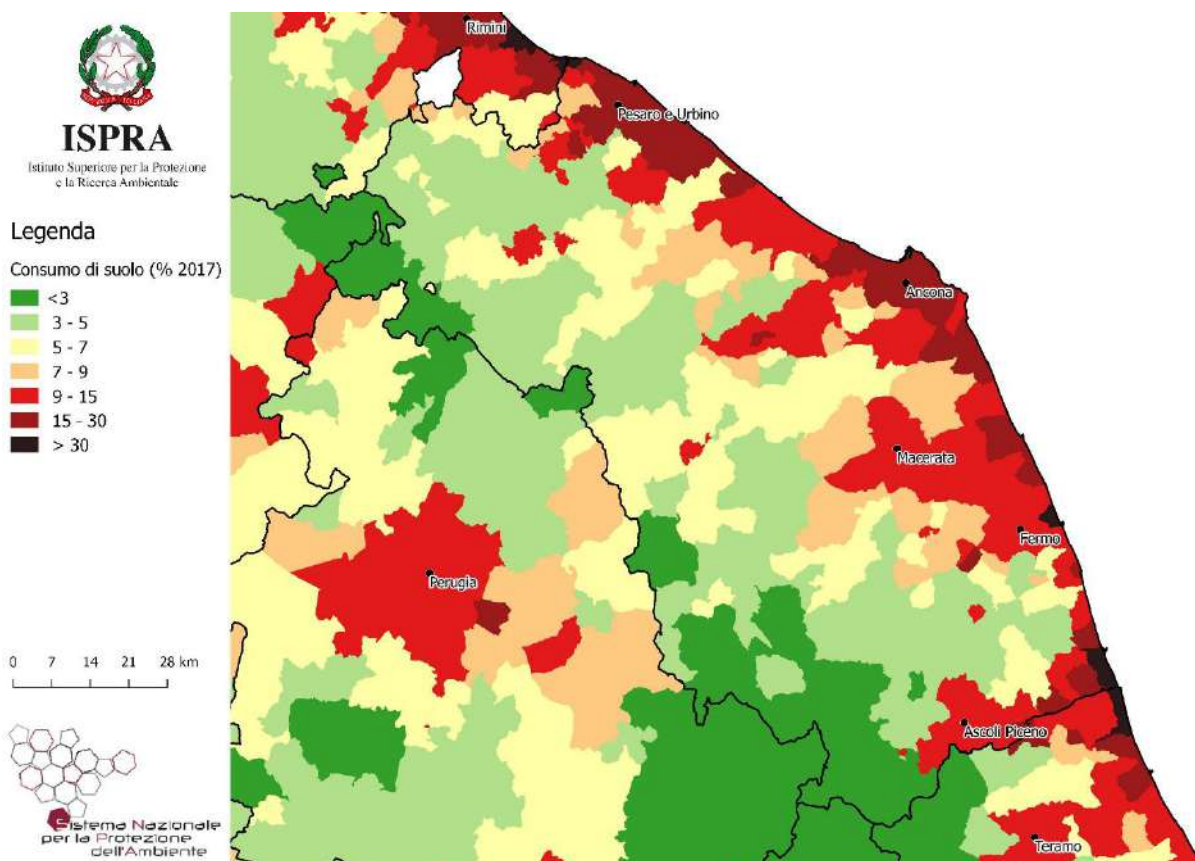 ISPRA
Istituto Superiore per la Protezione
e la Ricerca Ambientale
Legenda
Consumo di suolo (% 2017)
<3
3 - 5
5 - 7
7 - 9
9 - 15
15 - 30
> 30
0 7 14 21 28 km
Sistema Nazionale
per la Protezione
dell'Ambiente
Rimini
Pesaro e Urbino
Ancona
Macerata
Fermo
Perugia
Ascoli Piceno
Teramo